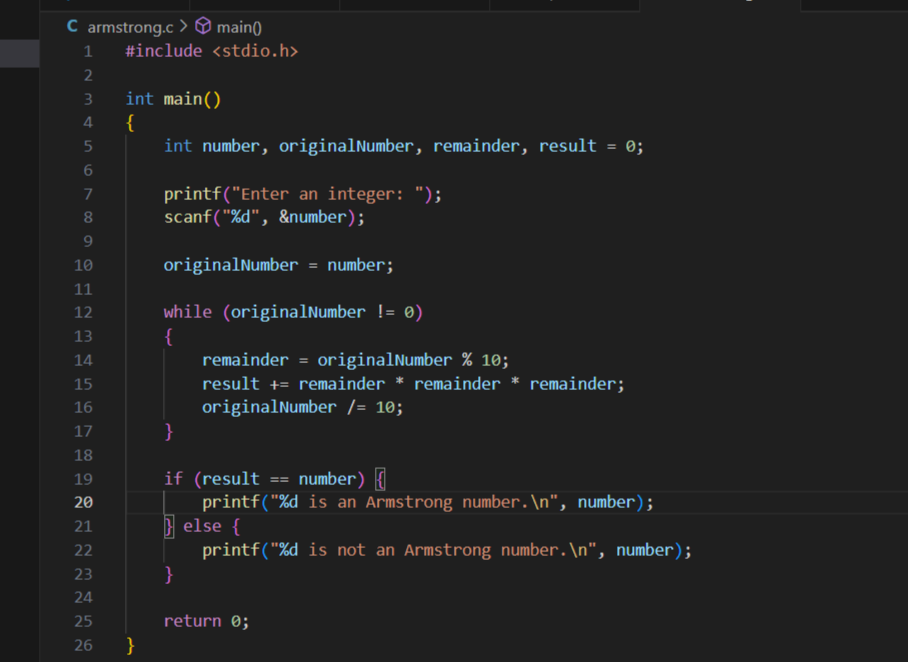 armstrong.c > main()
1 #include <stdio.h>
2
3 int main()
4 {
5 int number, originalNumber, remainder, result = 0;
6
7 printf("Enter an integer: ");
8 scanf("%d", &number);
9
10 originalNumber = number;
11
12 while (originalNumber != 0)
13 {
14 remainder = originalNumber % 10;
15 result += remainder * remainder * remainder;
16 originalNumber /= 10;
17 }
18
19 if (result == number) {
20 printf("%d is an Armstrong number.\n", number);
21 } else {
22 printf("%d is not an Armstrong number.\n", number);
23 }
24
25 return 0;
26 }